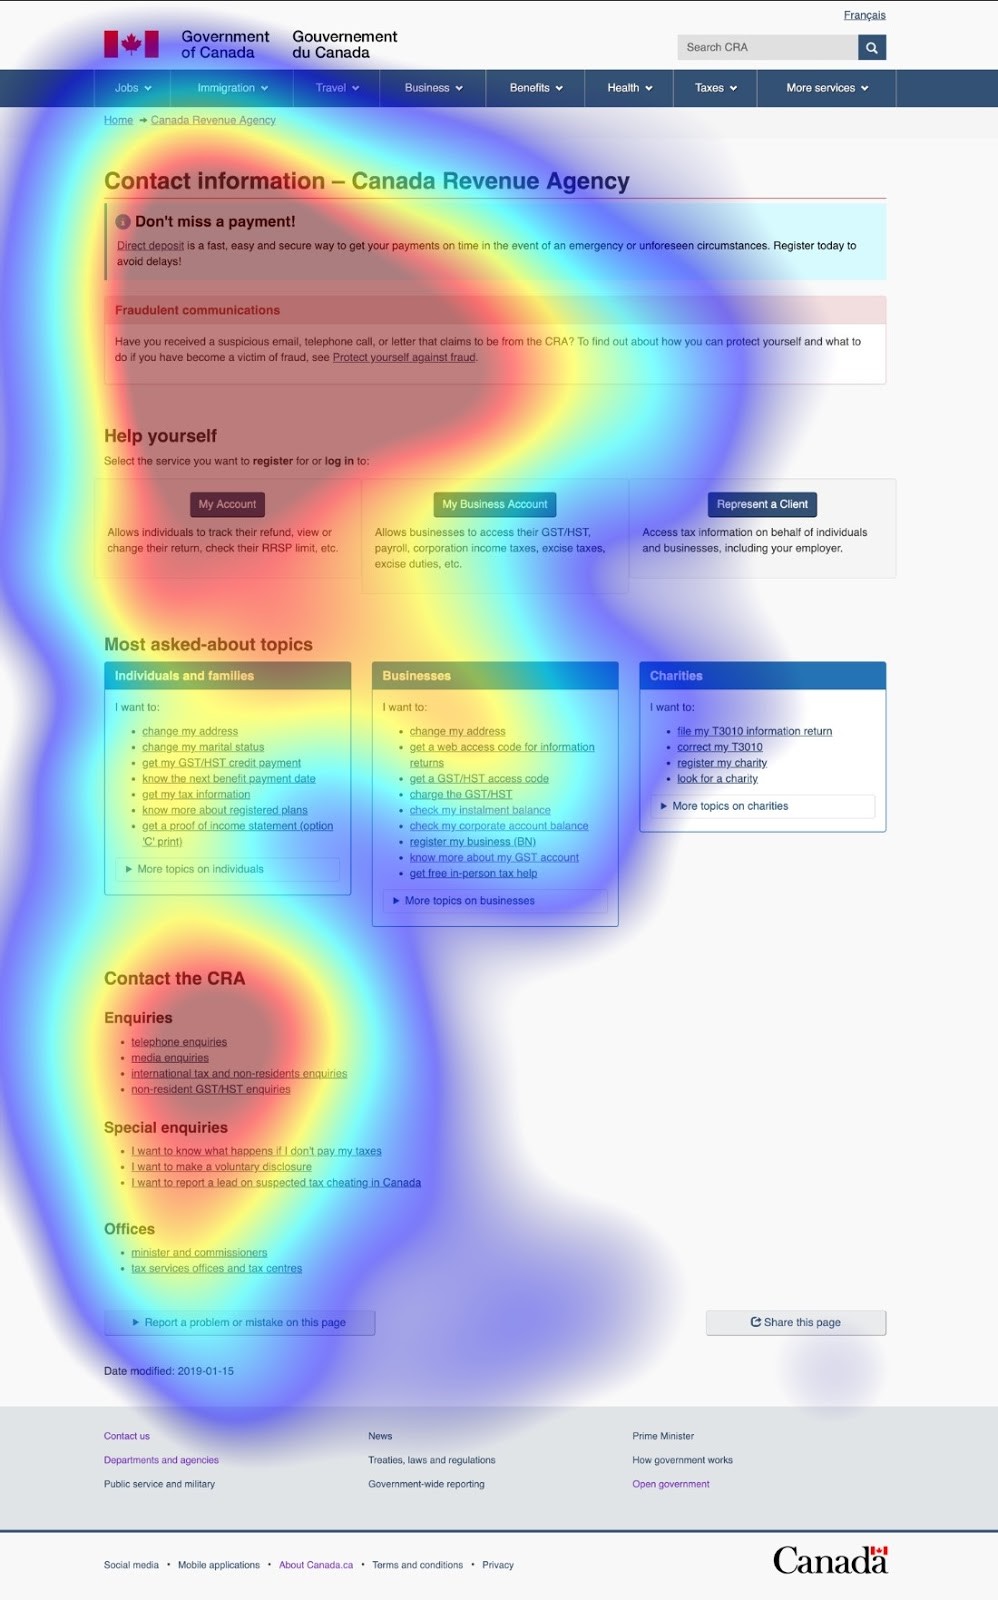 Français
Government of Canada
Gouvernement du Canada
Search CRA
Jobs Immigration Travel Business Benefits Health Taxes More services
Home → Canada Revenue Agency
Contact information – Canada Revenue Agency
Don't miss a payment!
Direct deposit is a fast, easy and secure way to get your payments on time in the event of an emergency or unforeseen circumstances. Register today to
avoid delays!
Fraudulent communications
Have you received a suspicious email, telephone call, or letter that claims to be from the CRA? To find out about how you can protect yourself and what to
do if you have become a victim of fraud, see Protect yourself against fraud.
Help yourself
Select the service you want to register for or log in to:
My Account
Allows individuals to track their refund, view or
change their return, check their RRSP limit, etc.
My Business Account
Allows businesses to access their GST/HST,
payroll, corporation income taxes, excise taxes,
excise duties, etc.
Represent a Client
Access tax information on behalf of individuals
and businesses, including your employer.
Most asked-about topics
Individuals and families
I want to:
• change my address
• change my marital status
• get my GST/HST credit payment
• know the next benefit payment date
• get my tax information
• know more about registered plans
• get a proof of income statement (option
'C' print)
▶ More topics on individuals
Businesses
I want to:
• change my address
• get a web access code for information
returns
• get a GST/HST access code
• charge the GST/HST
• check my instalment balance
• check my corporate account balance
• register my business (BN)
• know more about my GST account
• get free in-person tax help
▶ More topics on businesses
Charities
I want to:
• file my T3010 information return
• correct my T3010
• register my charity
• look for a charity
▶ More topics on charities
Contact the CRA
Enquiries
• telephone enquiries
• media enquiries
• international tax and non-residents enquiries
• non-resident GST/HST enquiries
Special enquiries
• I want to know what happens if I don't pay my taxes
• I want to make a voluntary disclosure
• I want to report a lead on suspected tax cheating in Canada
Offices
• minister and commissioners
• tax services offices and tax centres
▶ Report a problem or mistake on this page
Share this page
Date modified: 2019-01-15
Contact us
News
Prime Minister
Departments and agencies
Treaties, laws and regulations
How government works
Public service and military
Government-wide reporting
Open government
Social media • Mobile applications • About Canada.ca • Terms and conditions • Privacy
Canada